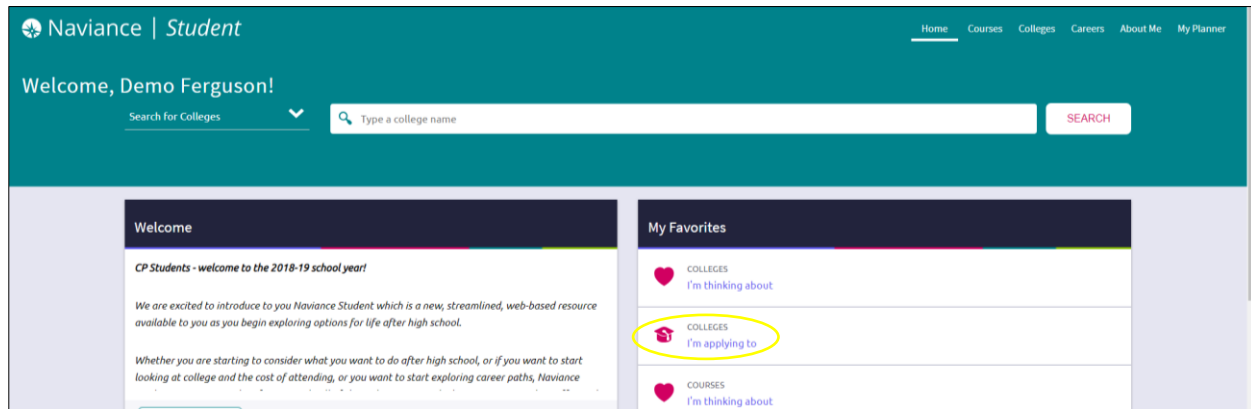 Naviance | Student
Home Courses Colleges Careers About Me My Planner
Welcome, Demo Ferguson!
Search for Colleges
Type a college name
SEARCH
Welcome
CP Students - welcome to the 2018-19 school year!
We are excited to introduce to you Naviance Student which is a new, streamlined, web-based resource
available to you as you begin exploring options for life after high school.
Whether you are starting to consider what you want to do after high school, or if you want to start
looking at college and the cost of attending, or you want to start exploring career paths, Naviance
My Favorites
COLLEGES
I'm thinking about
COLLEGES
I'm applying to
COURSES
I'm thinking about